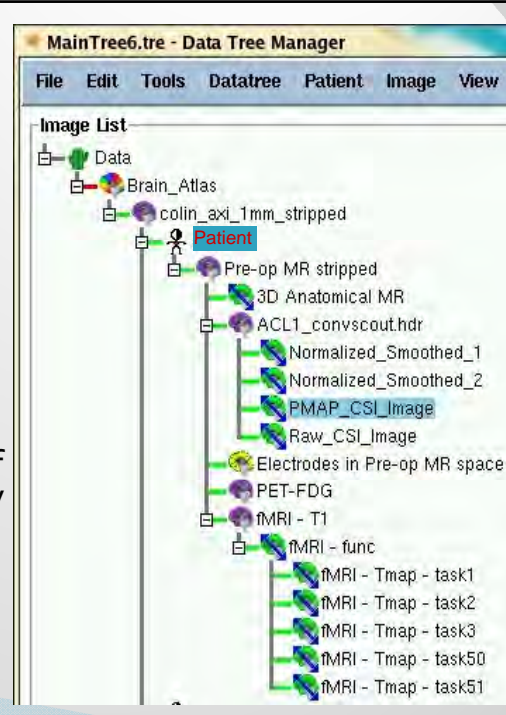 MainTree6.tre - Data Tree Manager
File Edit Tools Datatree Patient Image View
Image List
Data
Brain_Atlas
colin_axi_1mm_stripped
Patient
Pre-op MR stripped
3D Anatomical MR
ACL1_convscout.hdr
Normalized_Smoothed_1
Normalized_Smoothed_2
PMAP_CSI_Image
Raw_CSI_Image
Electrodes in Pre-op MR space
PET-FDG
fMRI - T1
fMRI - func
fMRI - Tmap - task1
fMRI - Tmap - task2
fMRI - Tmap - task3
fMRI - Tmap - task50
fMRI - Tmap - task51